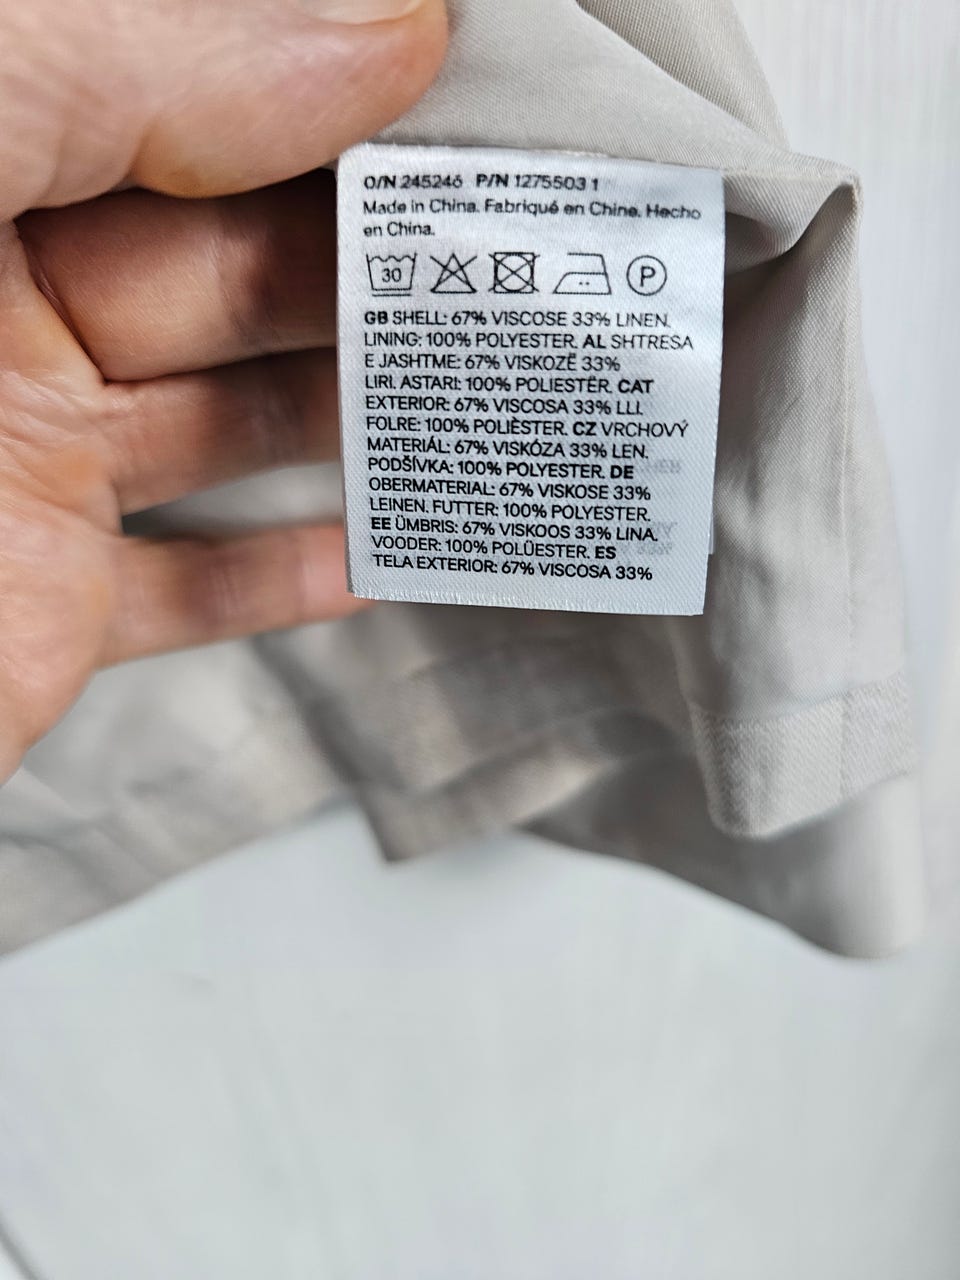 O/N 245246 P/N 1275503 1
Made in China. Fabriqué en Chine. Hecho
en China.
30
P
GB SHELL: 67% VISCOSE 33% LINEN.
LINING: 100% POLYESTER. AL SHTRESA
E JASHTME: 67% VISKOZË 33%
LIRI. ASTARI: 100% POLIESTËR. CAT
EXTERIOR: 67% VISCOSA 33% LLI.
FOLRE: 100% POLIÈSTER. CZ VRCHOVÝ
MATERIÁL: 67% VISKÓZA 33% LEN.
PODŠÍVKA: 100% POLYESTER. DE
OBERMATERIAL: 67% VISKOSE 33%
LEINEN. FUTTER: 100% POLYESTER.
EE ÜMBRIS: 67% VISKOOS 33% LINA.
VOODER: 100% POLÜESTER. ES
TELA EXTERIOR: 67% VISCOSA 33%